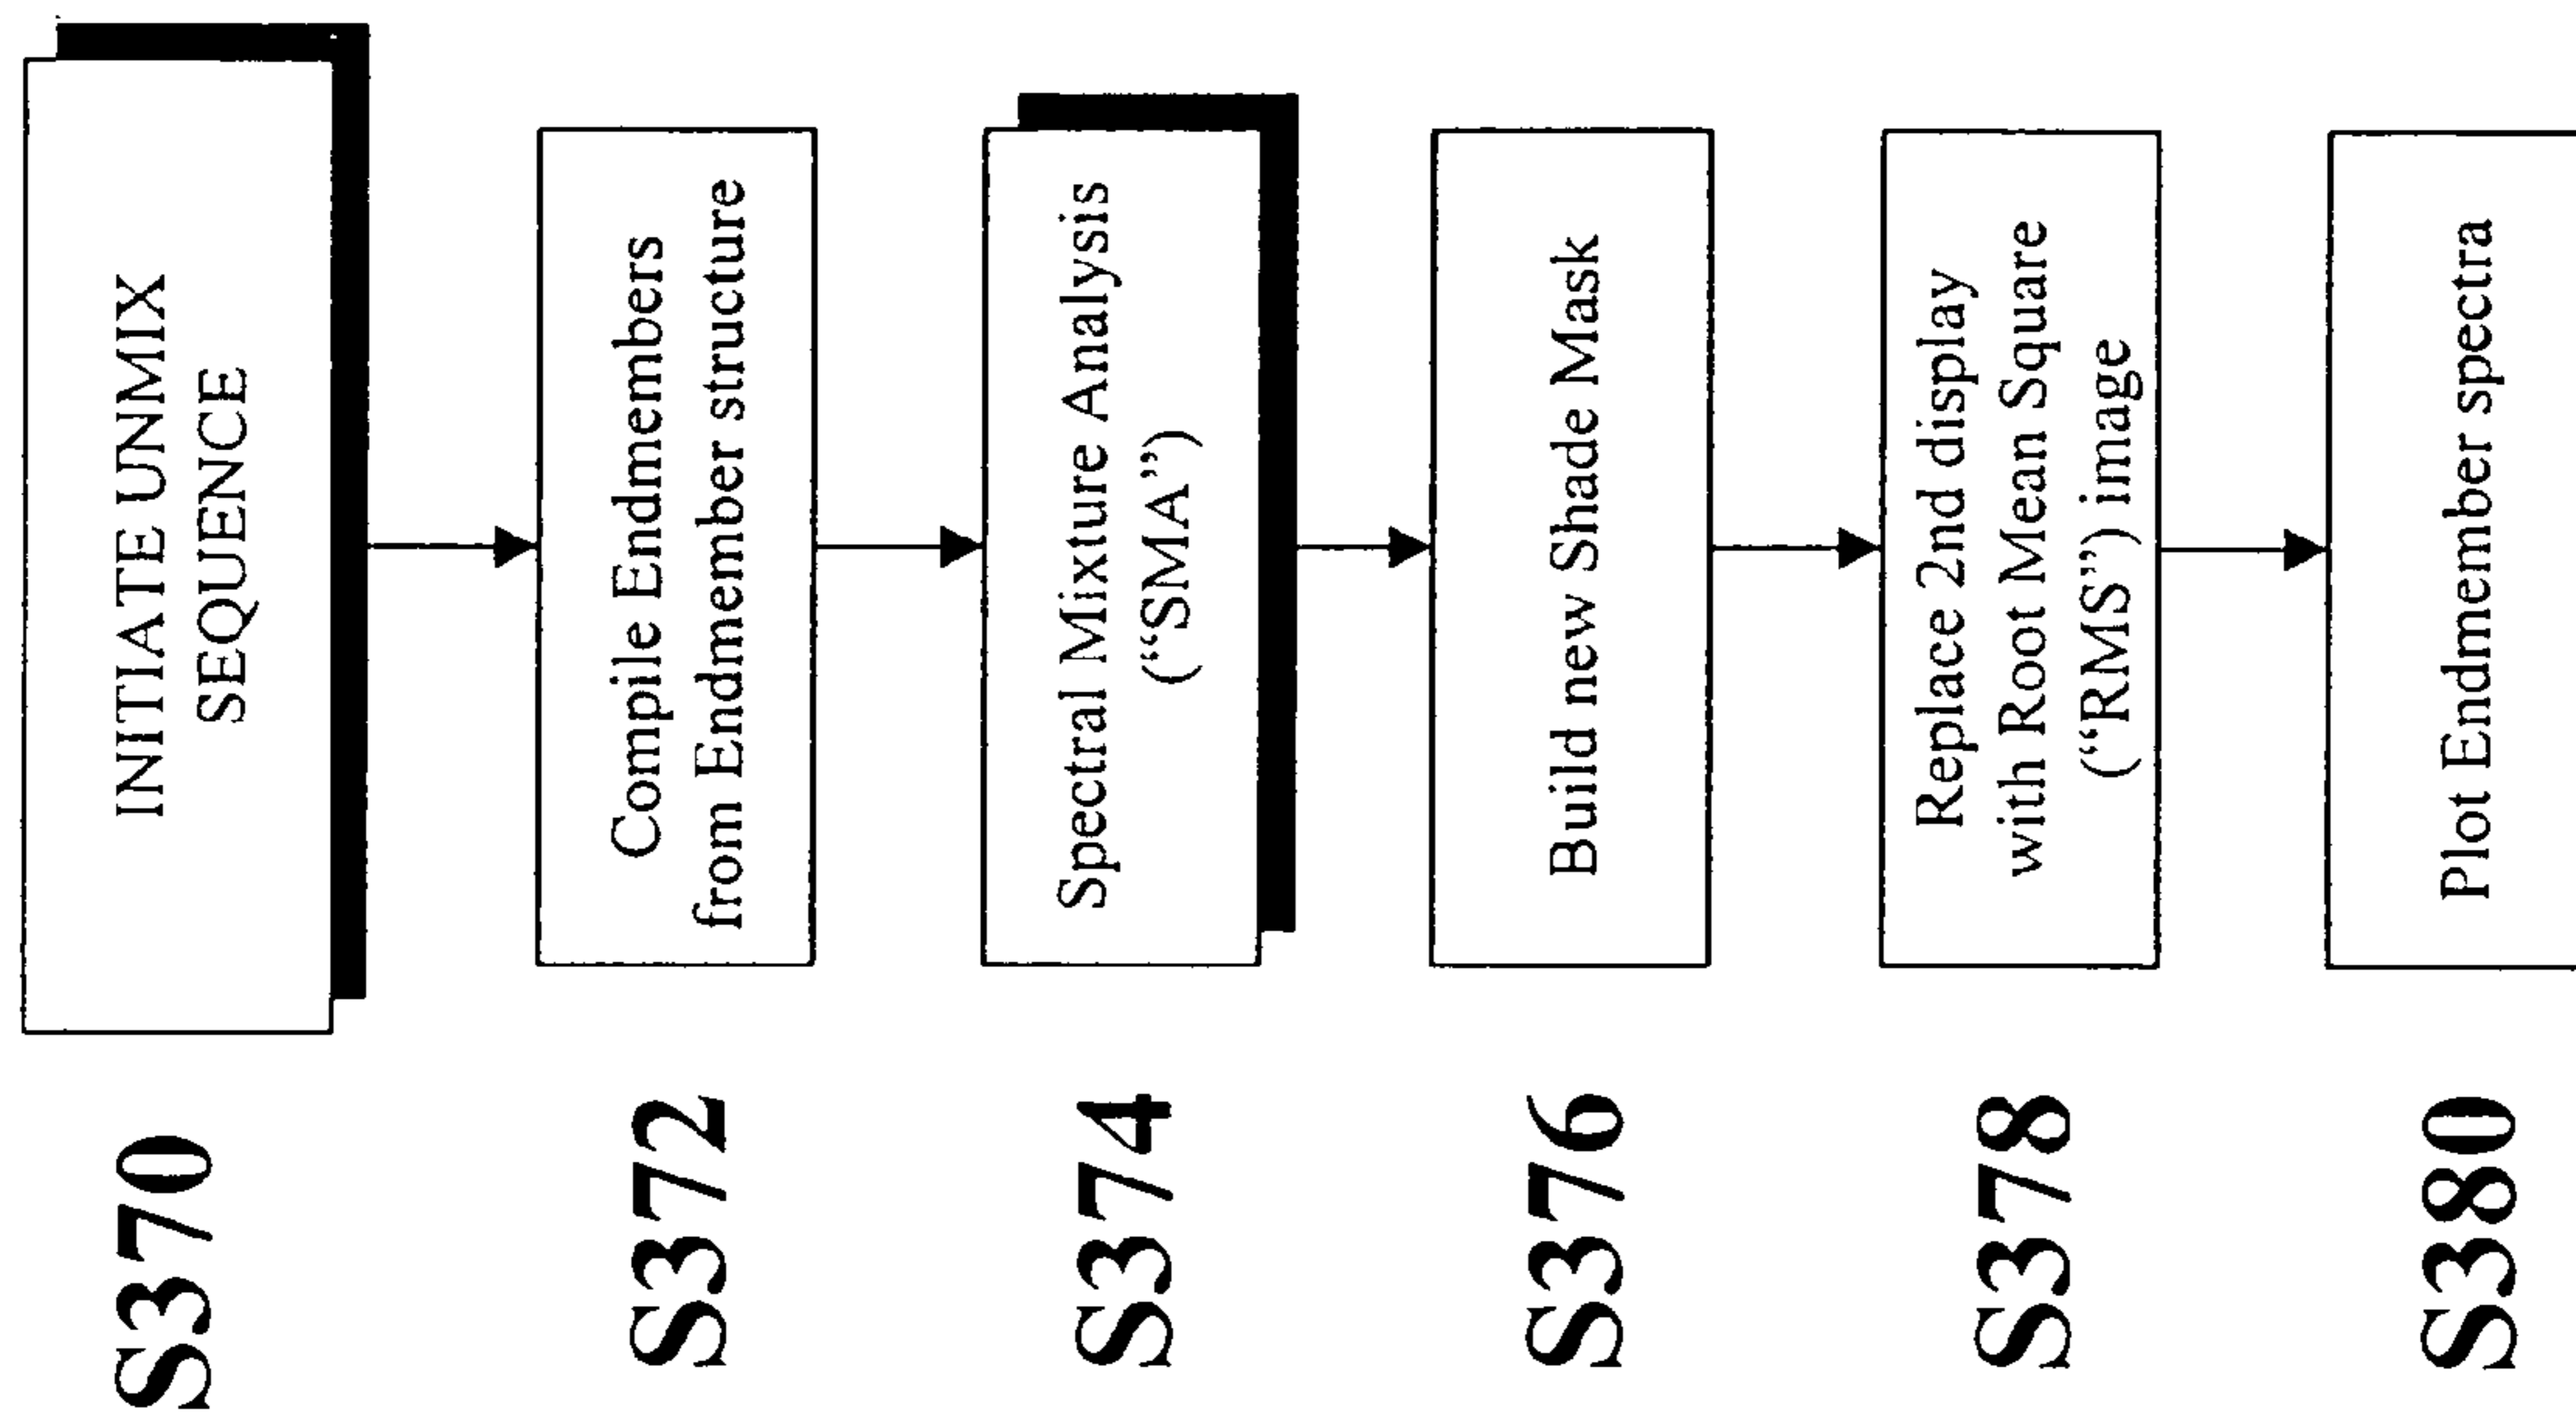 S370
INITIATE UNMIX
SEQUENCE
S372
Compile Endmembers
from Endmember structure
S374
Spectral Mixture Analysis
(“SMA”)
S376
Build new Shade Mask
S378
Replace 2nd display
with Root Mean Square
(“RMS”) image
S380
Plot Endmember spectra